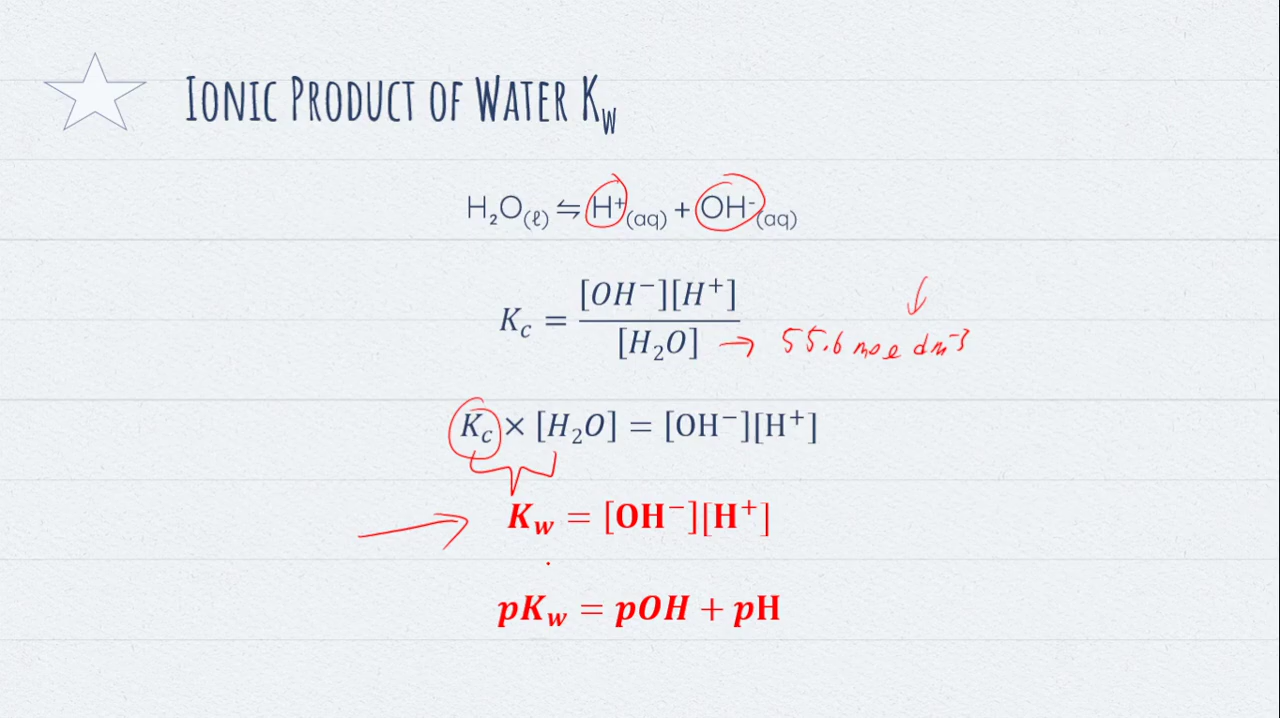 Ionic Product of Water Kw
H₂O(ℓ) ⇋ H⁺(aq) + OH⁻(aq)
Kc = [OH⁻][H⁺] / [H₂O] → 55.6 mol dm⁻³
Kc × [H₂O] = [OH⁻][H⁺]
Kw = [OH⁻][H⁺]
pKw = pOH + pH